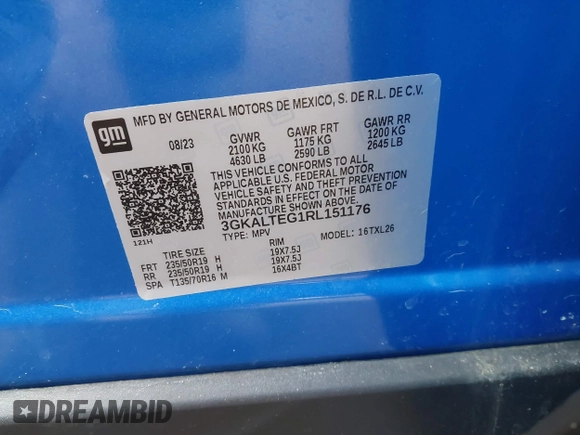 MFD BY GENERAL MOTORS DE MEXICO, S. DE R.L. DE C.V.
gm
08/23 GVWR GAWR FRT GAWR RR
2100 KG 1175 KG 1200 KG
4630 LB 2590 LB 2645 LB
THIS VEHICLE CONFORMS TO ALL
APPLICABLE U.S. FEDERAL MOTOR
VEHICLE SAFETY AND THEFT PREVENTION
STANDARDS IN EFFECT ON THE DATE OF
MANUFACTURE SHOWN ABOVE.
3GKALTEG1RL151176
121H
TYPE: MPV MODEL: 16TXL26
TIRE SIZE RIM
FRT 235/50R19 H 19X7.5J
RR 235/50R19 H 19X7.5J
SPA T135/70R16 M 16X4BT
DREAMBID